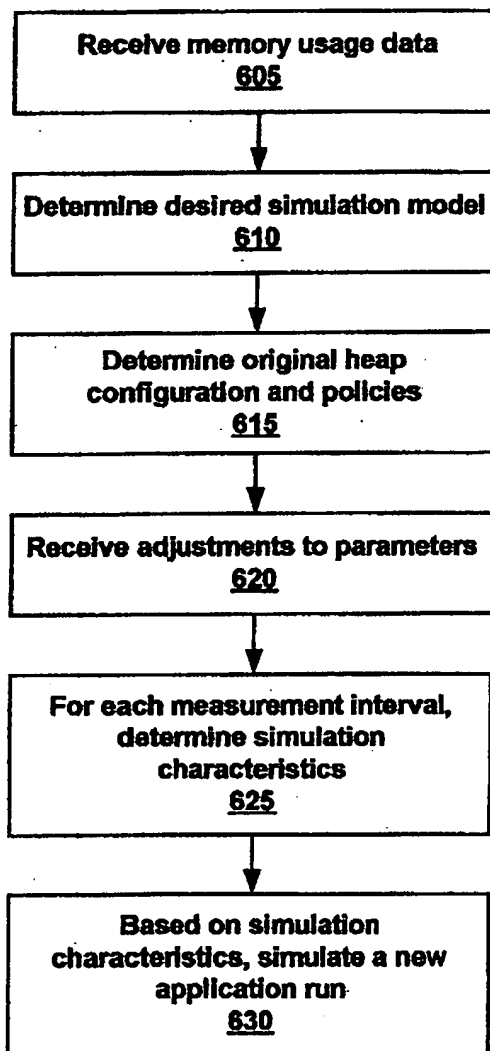 Receive memory usage data
605
Determine desired simulation model
610
Determine original heap
configuration and policies
615
Receive adjustments to parameters
620
For each measurement interval,
determine simulation
characteristics
625
Based on simulation
characteristics, simulate a new
application run
630